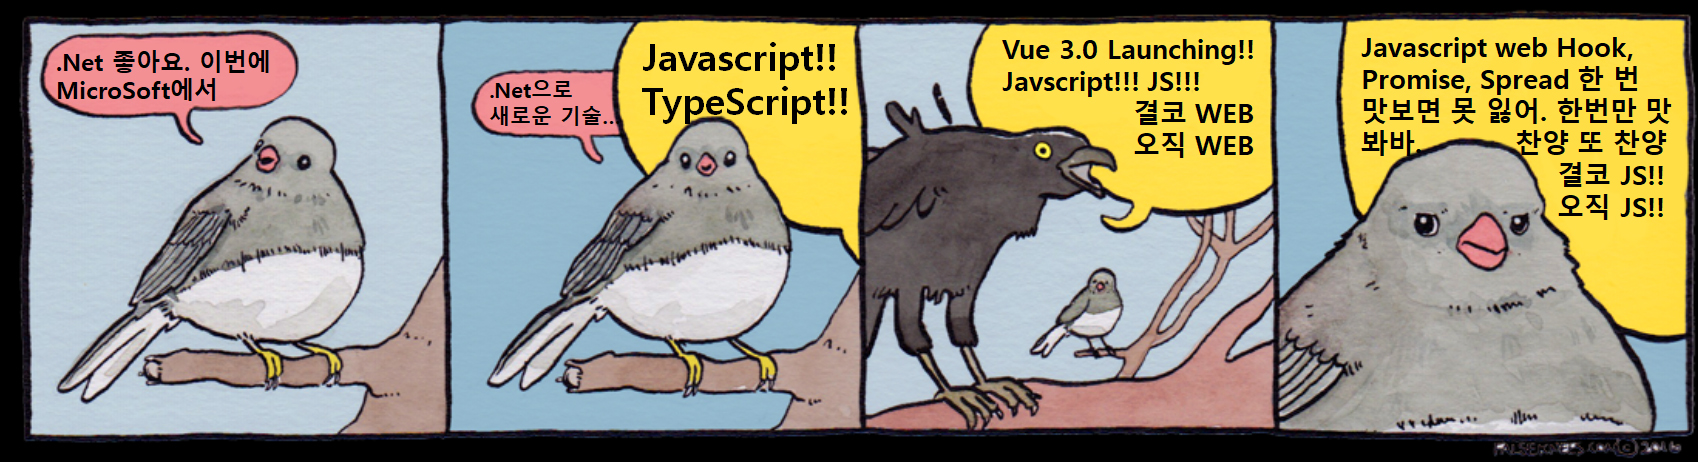 .Net 좋아요. 이번에
MicroSoft에서
.Net으로
새로운 기술...
Javascript!!
TypeScript!!
Vue 3.0 Launching!!
Javscript!!! JS!!!
결코 WEB
오직 WEB
Javascript web Hook,
Promise, Spread 한 번
맛보면 못 잃어. 한번만 맛
봐바. 찬양 또 찬양
결코 JS!!
오직 JS!!
FALSEKNEES.COM (C) 2016